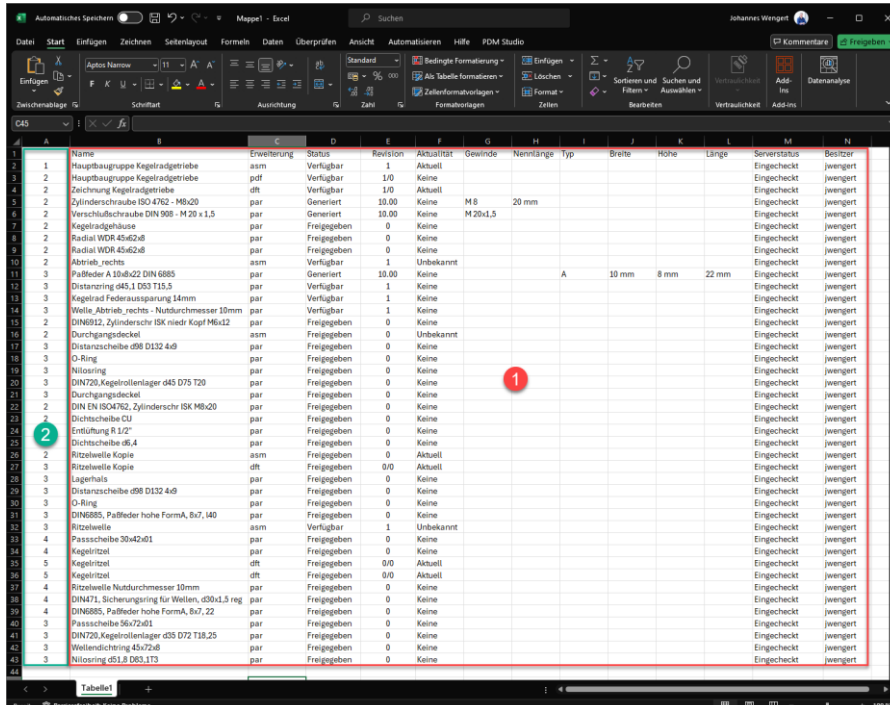 Automatisches Speichern Mappe1 - Excel Suchen Johannes Wengert
Datei Start Einfügen Zeichnen Seitenlayout Formeln Daten Überprüfen Ansicht Automatisieren Hilfe PDM Studio Kommentare Freigeben
Aptos Narrow 11 Standard Bedingte Formatierung Einfügen
Einfügen F K U Als Tabelle formatieren Löschen Sortieren und Filtern Suchen und Auswählen Vertraulichkeit Add-Ins Datenanalyse
Zellenformatvorlagen Format
Zwischenablage Schriftart Ausrichtung Zahl Formatvorlagen Zellen Bearbeiten Vertraulichkeit Add-Ins
C45 fx
A B C D E F G H I J K L M N
1 Name Erweiterung Status Revision Aktualität Gewinde Nennlänge Typ Breite Höhe Länge Serverstatus Besitzer
2 1 Hauptbaugruppe Kegelradgetriebe asm Verfügbar 1 Aktuell Eingecheckt jwengert
3 2 Hauptbaugruppe Kegelradgetriebe pdf Verfügbar 1/0 Keine Eingecheckt jwengert
4 2 Zeichnung Kegelradgetriebe dft Verfügbar 1/0 Aktuell Eingecheckt jwengert
5 2 Zylinderschraube ISO 4762 - M8x20 par Generiert 10.00 Keine M 8 20 mm Eingecheckt jwengert
6 2 Verschlußschraube DIN 908 - M 20 x 1,5 par Generiert 10.00 Keine M 20x1,5 Eingecheckt jwengert
7 2 Kegelradgehäuse par Freigegeben 0 Keine Eingecheckt jwengert
8 2 Radial WDR 45x62x8 par Freigegeben 0 Keine Eingecheckt jwengert
9 2 Radial WDR 45x62x8 par Freigegeben 0 Keine Eingecheckt jwengert
10 2 Abtrieb_rechts asm Verfügbar 1 Unbekannt Eingecheckt jwengert
11 3 Paßfeder A 10x8x22 DIN 6885 par Generiert 10.00 Keine A 10 mm 8 mm 22 mm Eingecheckt jwengert
12 3 Distanzring d45,1 D53 T15,5 par Verfügbar 1 Keine Eingecheckt jwengert
13 3 Kegelrad Federaussparung 14mm par Verfügbar 1 Keine Eingecheckt jwengert
14 3 Welle_Abtrieb_rechts - Nutdurchmesser 10mm par Verfügbar 1 Keine Eingecheckt jwengert
15 2 DIN6912, Zylinderschr ISK niedr Kopf M6x12 par Freigegeben 0 Keine Eingecheckt jwengert
16 2 Durchgangsdeckel asm Freigegeben 0 Unbekannt Eingecheckt jwengert
17 3 Distanzscheibe d98 D132 4x9 par Freigegeben 0 Keine Eingecheckt jwengert
18 3 O-Ring par Freigegeben 0 Keine Eingecheckt jwengert
19 3 Nilosring par Freigegeben 0 Keine Eingecheckt jwengert
20 3 DIN720,Kegelrollenlager d45 D75 T20 par Freigegeben 0 Keine 1 Eingecheckt jwengert
21 3 Durchgangsdeckel par Freigegeben 0 Keine Eingecheckt jwengert
22 2 DIN EN ISO4762, Zylinderschr ISK M8x20 par Freigegeben 0 Keine Eingecheckt jwengert
23 2 Dichtscheibe CU par Freigegeben 0 Keine Eingecheckt jwengert
24 2 Entlüftung R 1/2" par Freigegeben 0 Keine Eingecheckt jwengert
25 Dichtscheibe d6,4 par Freigegeben 0 Keine Eingecheckt jwengert
26 2 Ritzelwelle Kopie asm Freigegeben 0 Aktuell Eingecheckt jwengert
27 3 Ritzelwelle Kopie dft Freigegeben 0/0 Aktuell Eingecheckt jwengert
28 3 Lagerhals par Freigegeben 0 Keine Eingecheckt jwengert
29 3 Distanzscheibe d98 D132 4x9 par Freigegeben 0 Keine Eingecheckt jwengert
30 3 O-Ring par Freigegeben 0 Keine Eingecheckt jwengert
31 3 DIN6885, Paßfeder hohe FormA, 8x7, l40 par Freigegeben 0 Keine Eingecheckt jwengert
32 3 Ritzelwelle asm Verfügbar 1 Unbekannt Eingecheckt jwengert
33 4 Passscheibe 30x42x01 par Freigegeben 0 Keine Eingecheckt jwengert
34 4 Kegelritzel par Freigegeben 0 Keine Eingecheckt jwengert
35 5 Kegelritzel dft Freigegeben 0/0 Aktuell Eingecheckt jwengert
36 5 Kegelritzel dft Freigegeben 0/0 Aktuell Eingecheckt jwengert
37 4 Ritzelwelle Nutdurchmesser 10mm par Freigegeben 0 Keine Eingecheckt jwengert
38 4 DIN471, Sicherungsring für Wellen, d30x1,5 reg par Freigegeben 0 Keine Eingecheckt jwengert
39 4 DIN6885, Paßfeder hohe FormA, 8x7, 22 par Freigegeben 0 Keine Eingecheckt jwengert
40 3 Passscheibe 56x72x01 par Freigegeben 0 Keine Eingecheckt jwengert
41 3 DIN720,Kegelrollenlager d35 D72 T18,25 par Freigegeben 0 Keine Eingecheckt jwengert
42 3 Wellendichtring 45x72x8 par Freigegeben 0 Keine Eingecheckt jwengert
43 3 Nilosring d51,8 D83,1T3 par Freigegeben 0 Keine Eingecheckt jwengert
44
Tabelle1